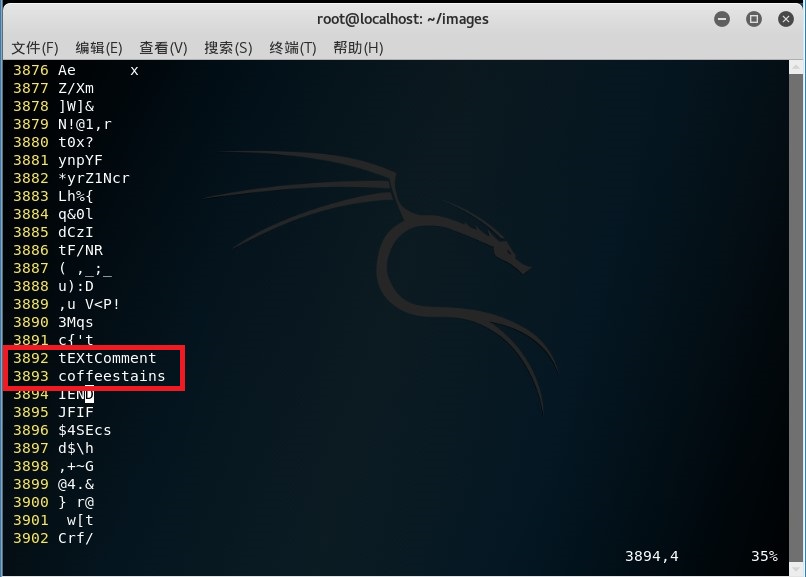 root@localhost: ~/images
文件(F) 编辑(E) 查看(V) 搜索(S) 终端(T) 帮助(H)
3876 Ae      x
3877 Z/Xm
3878 ]W]&
3879 N!@1,r
3880 t0x?
3881 ynpYF
3882 *yrZ1Ncr
3883 Lh%{
3884 q&0l
3885 dCzI
3886 tF/NR
3887 ( ,_;_
3888 u):D
3889 ,u V<P!
3890 3Mqs
3891 c{'t
3892 tEXtComment
3893 coffeestains
3894 IEND
3895 JFIF
3896 $4SEcs
3897 d$\h
3898 ,+~G
3899 @4.&
3900 } r@
3901  w[t
3902 Crf/
3894,4 35%